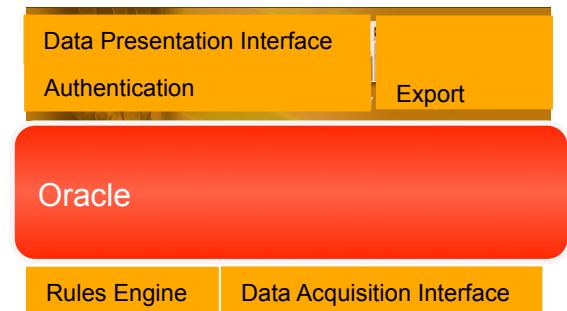 Data Presentation Interface
Authentication
Export
Oracle
Rules Engine
Data Acquisition Interface